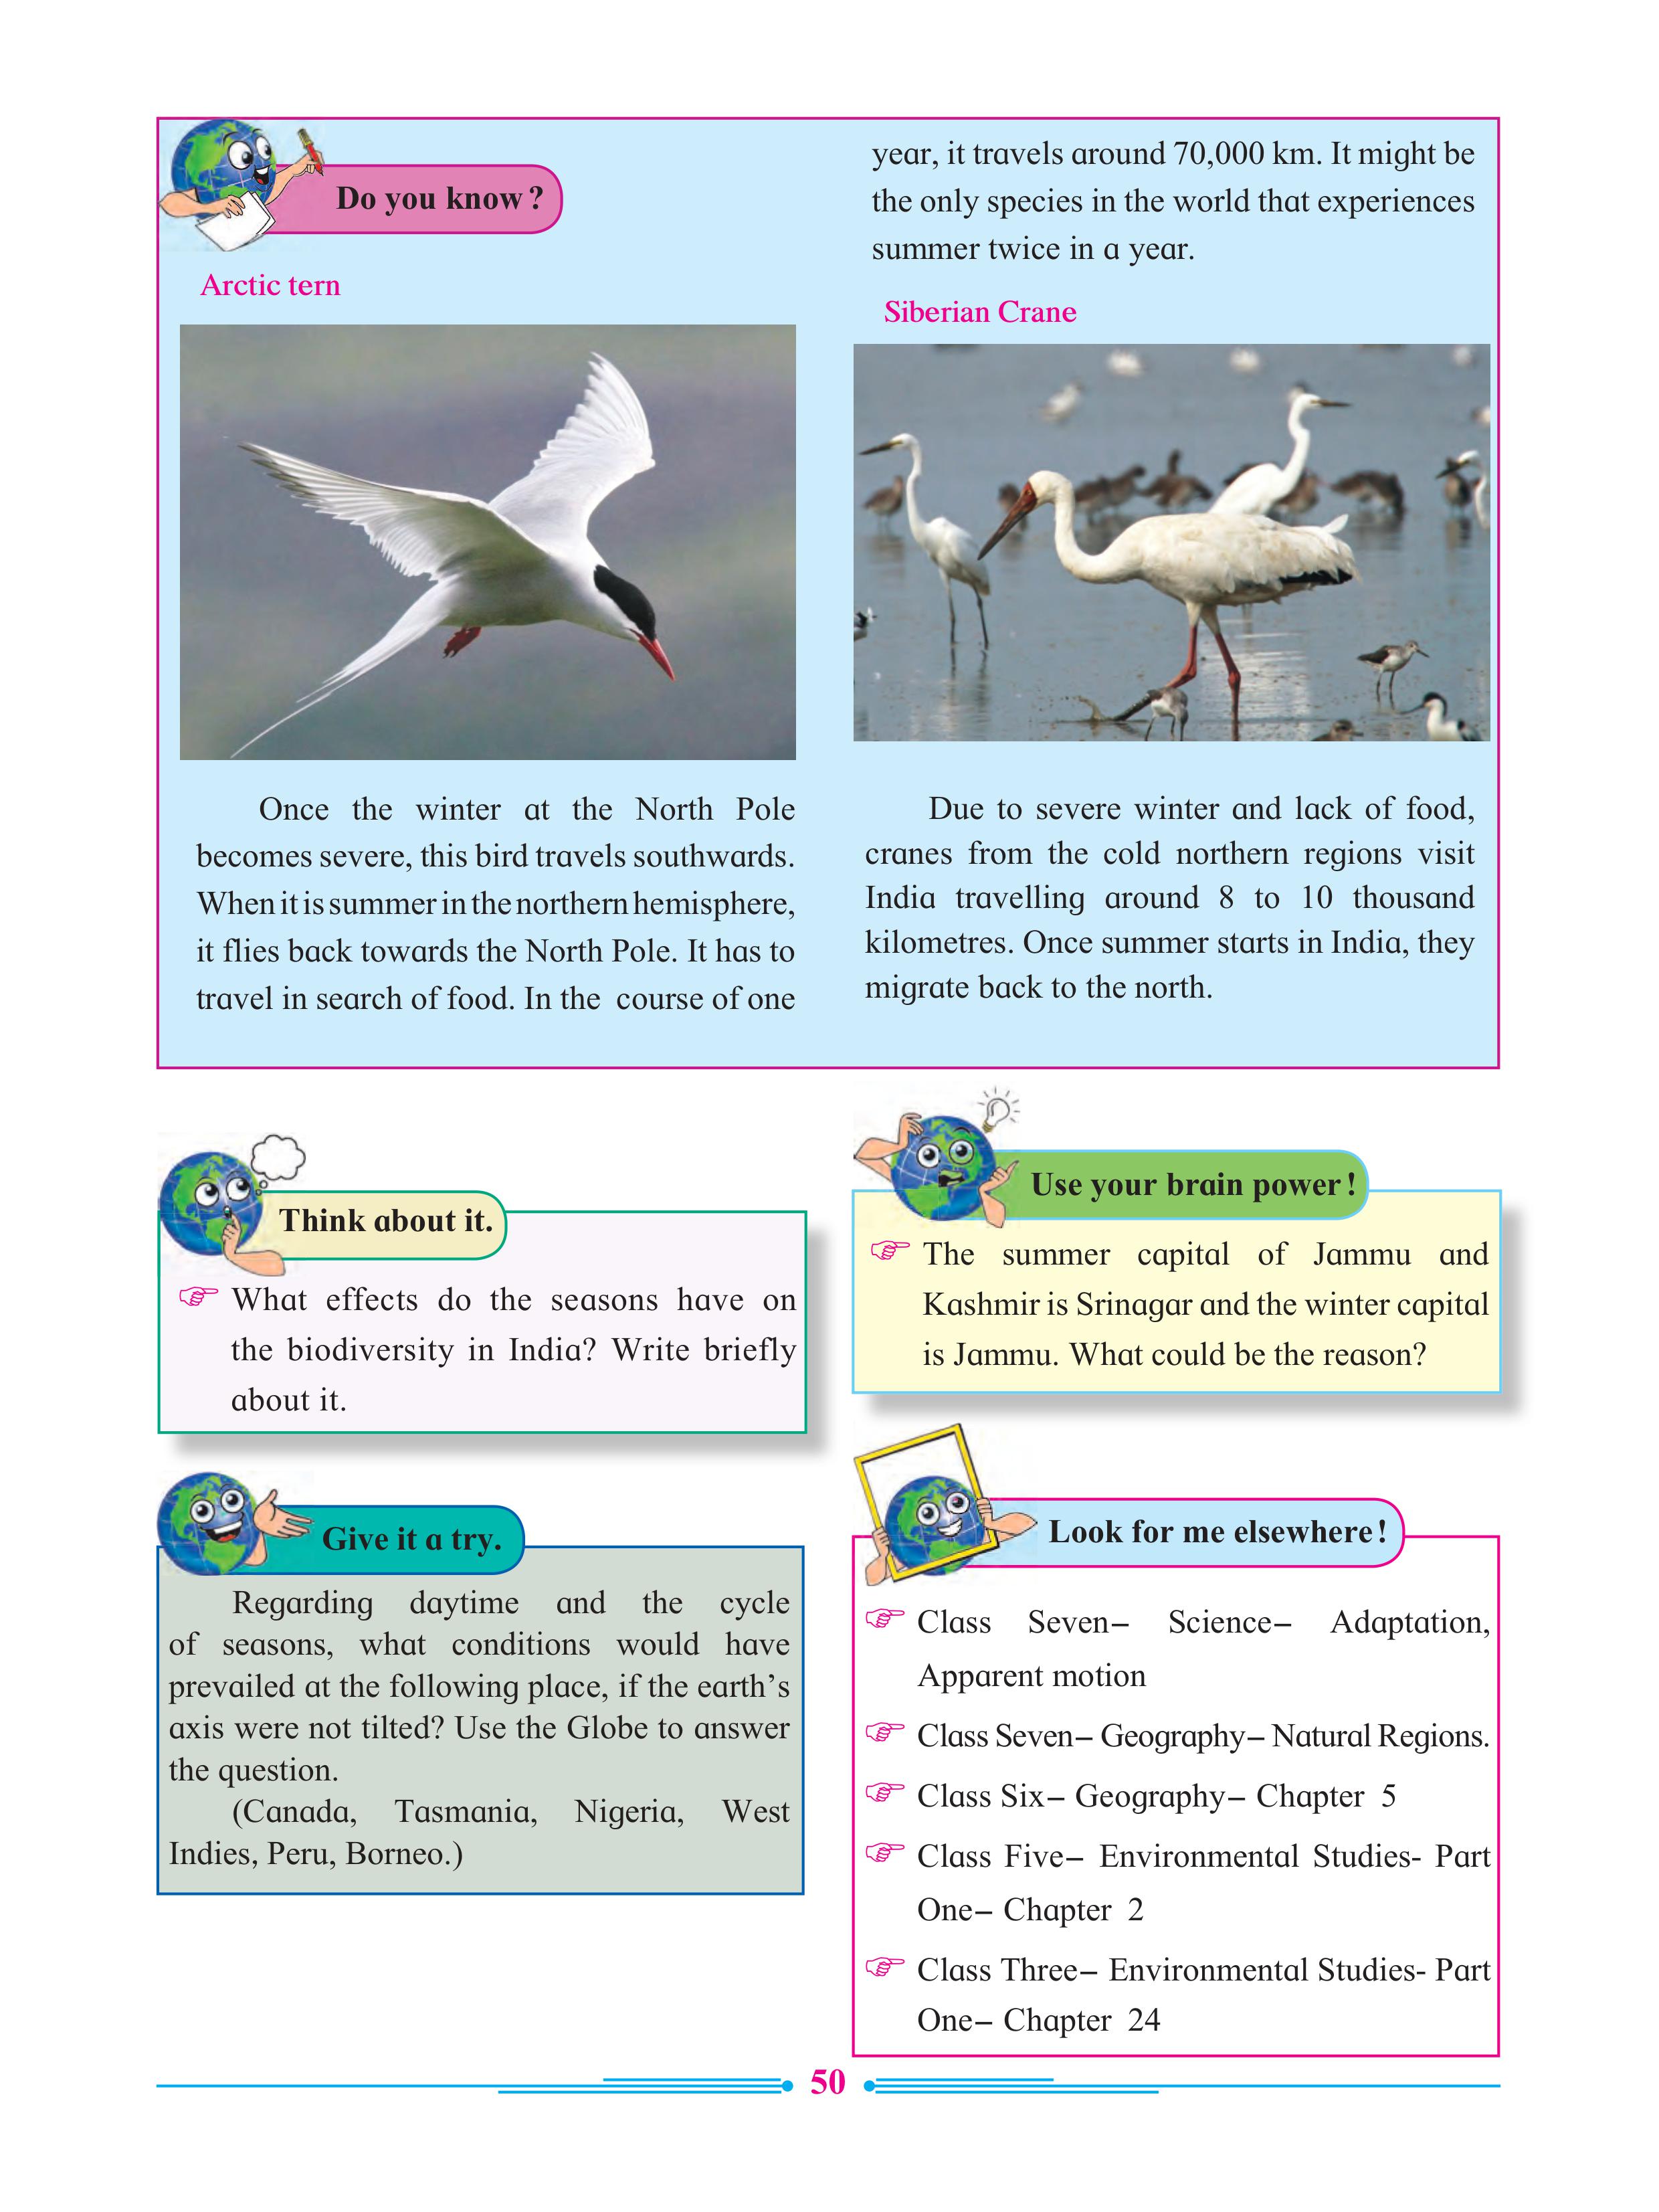 Do you know?
Arctic tern
Once the winter at the North Pole
becomes severe, this bird travels southwards.
When it is summer in the northern hemisphere,
it flies back towards the North Pole. It has to
travel in search of food. In the course of one
year, it travels around 70,000 km. It might be
the only species in the world that experiences
summer twice in a year.
Siberian Crane
Due to severe winter and lack of food,
cranes from the cold northern regions visit
India travelling around 8 to 10 thousand
kilometres. Once summer starts in India, they
migrate back to the north.
Think about it.
What effects do the seasons have on
the biodiversity in India? Write briefly
about it.
Give it a try.
Regarding daytime and the cycle
of seasons, what conditions would have
prevailed at the following place, if the earth's
axis were not tilted? Use the Globe to answer
the question.
(Canada, Tasmania, Nigeria, West
Indies, Peru, Borneo.)
Use your brain power!
The summer capital of Jammu and
Kashmir is Srinagar and the winter capital
is Jammu. What could be the reason?
Look for me elsewhere!
Class Seven– Science– Adaptation,
Apparent motion
Class Seven– Geography– Natural Regions.
Class Six– Geography– Chapter 5
Class Five– Environmental Studies- Part
One– Chapter 2
Class Three– Environmental Studies- Part
One– Chapter 24
50